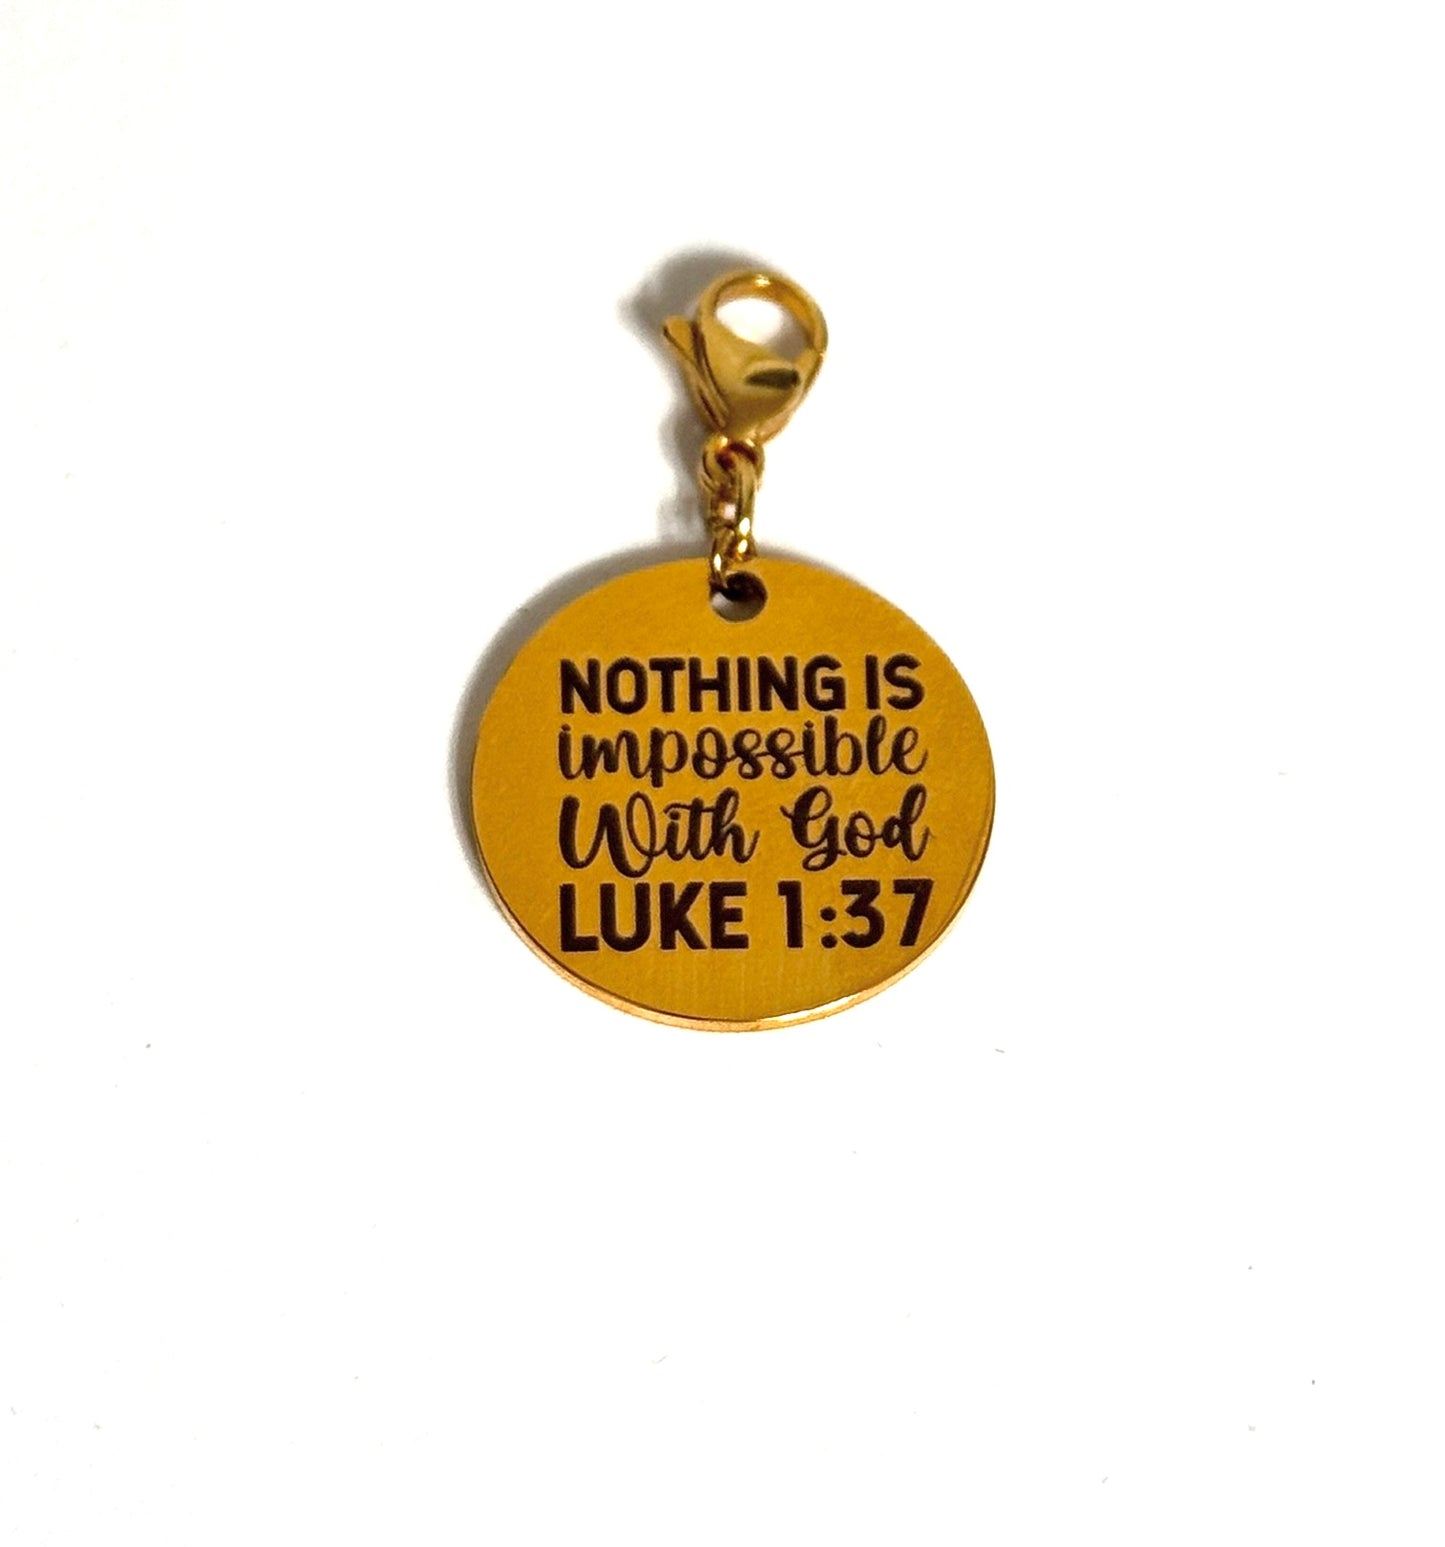 NOTHING IS
impossible
With God
LUKE 1:37